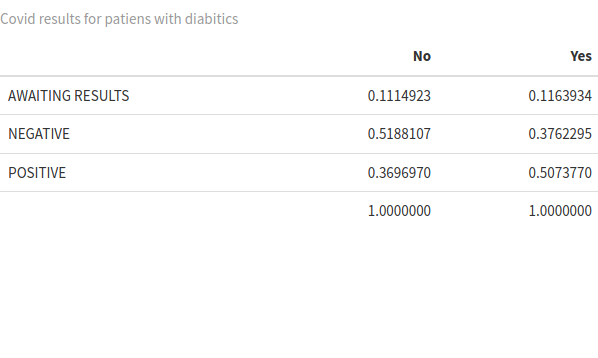 Covid results for patiens with diabitics
No Yes
AWAITING RESULTS 0.1114923 0.1163934
NEGATIVE 0.5188107 0.3762295
POSITIVE 0.3696970 0.5073770
1.0000000 1.0000000